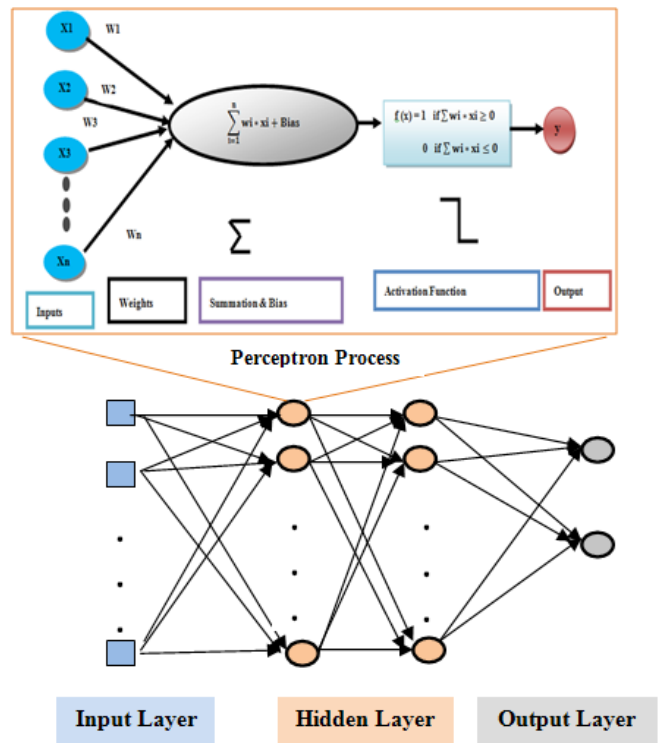 X1
W1
X2
W2
W3
X3
Xn
Wn
n
∑ wi * xi + Bias
i=1
f(x) = 1 if ∑ wi * xi ≥ 0
0 if ∑ wi * xi ≤ 0
y
Σ
Inputs
Weights
Summation & Bias
Activation Function
Output
Perceptron Process
Input Layer
Hidden Layer
Output Layer